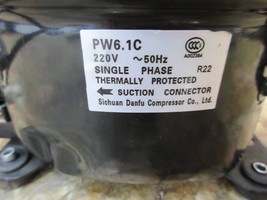 PW6.1C
220V ~50Hz
SINGLE PHASE R22
THERMALLY PROTECTED
SUCTION CONNECTOR
Sichuan Danfu Compressor Co., Ltd.